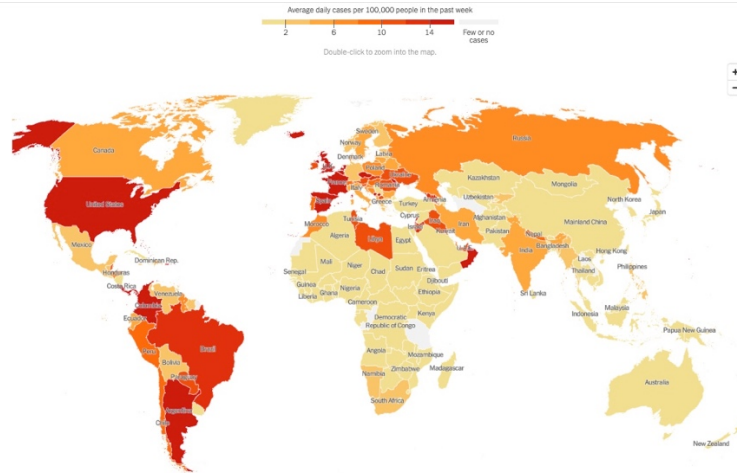 Average daily cases per 100,000 people in the past week
2 6 10 14 Few or no
cases
Double-click to zoom into the map.
+
−
Canada
United States
Mexico
Dominican Rep.
Honduras
Costa Rica
Venezuela
Colombia
Ecuador
Peru
Brazil
Bolivia
Paraguay
Argentina
Sweden
Norway
Denmark
Latvia
Poland
Ukraine
France
Romania
Italy
Spain
Greece
Turkey
Armenia
Cyprus
Tunisia
Morocco
Algeria
Libya
Egypt
Israel
Iraq
Kuwait
Iran
Russia
Kazakhstan
Mongolia
Uzbekistan
Afghanistan
Pakistan
North Korea
Japan
Mainland China
Nepal
India
Bangladesh
Hong Kong
Laos
Thailand
Philippines
Sri Lanka
Malaysia
Indonesia
Papua New Guinea
Australia
New Zealand
Mali
Niger
Chad
Sudan
Eritrea
Senegal
Djibouti
Guinea
Nigeria
Ethiopia
Liberia
Ghana
Cameroon
Kenya
Democratic
Republic of Congo
Angola
Mozambique
Zimbabwe
Madagascar
Namibia
South Africa